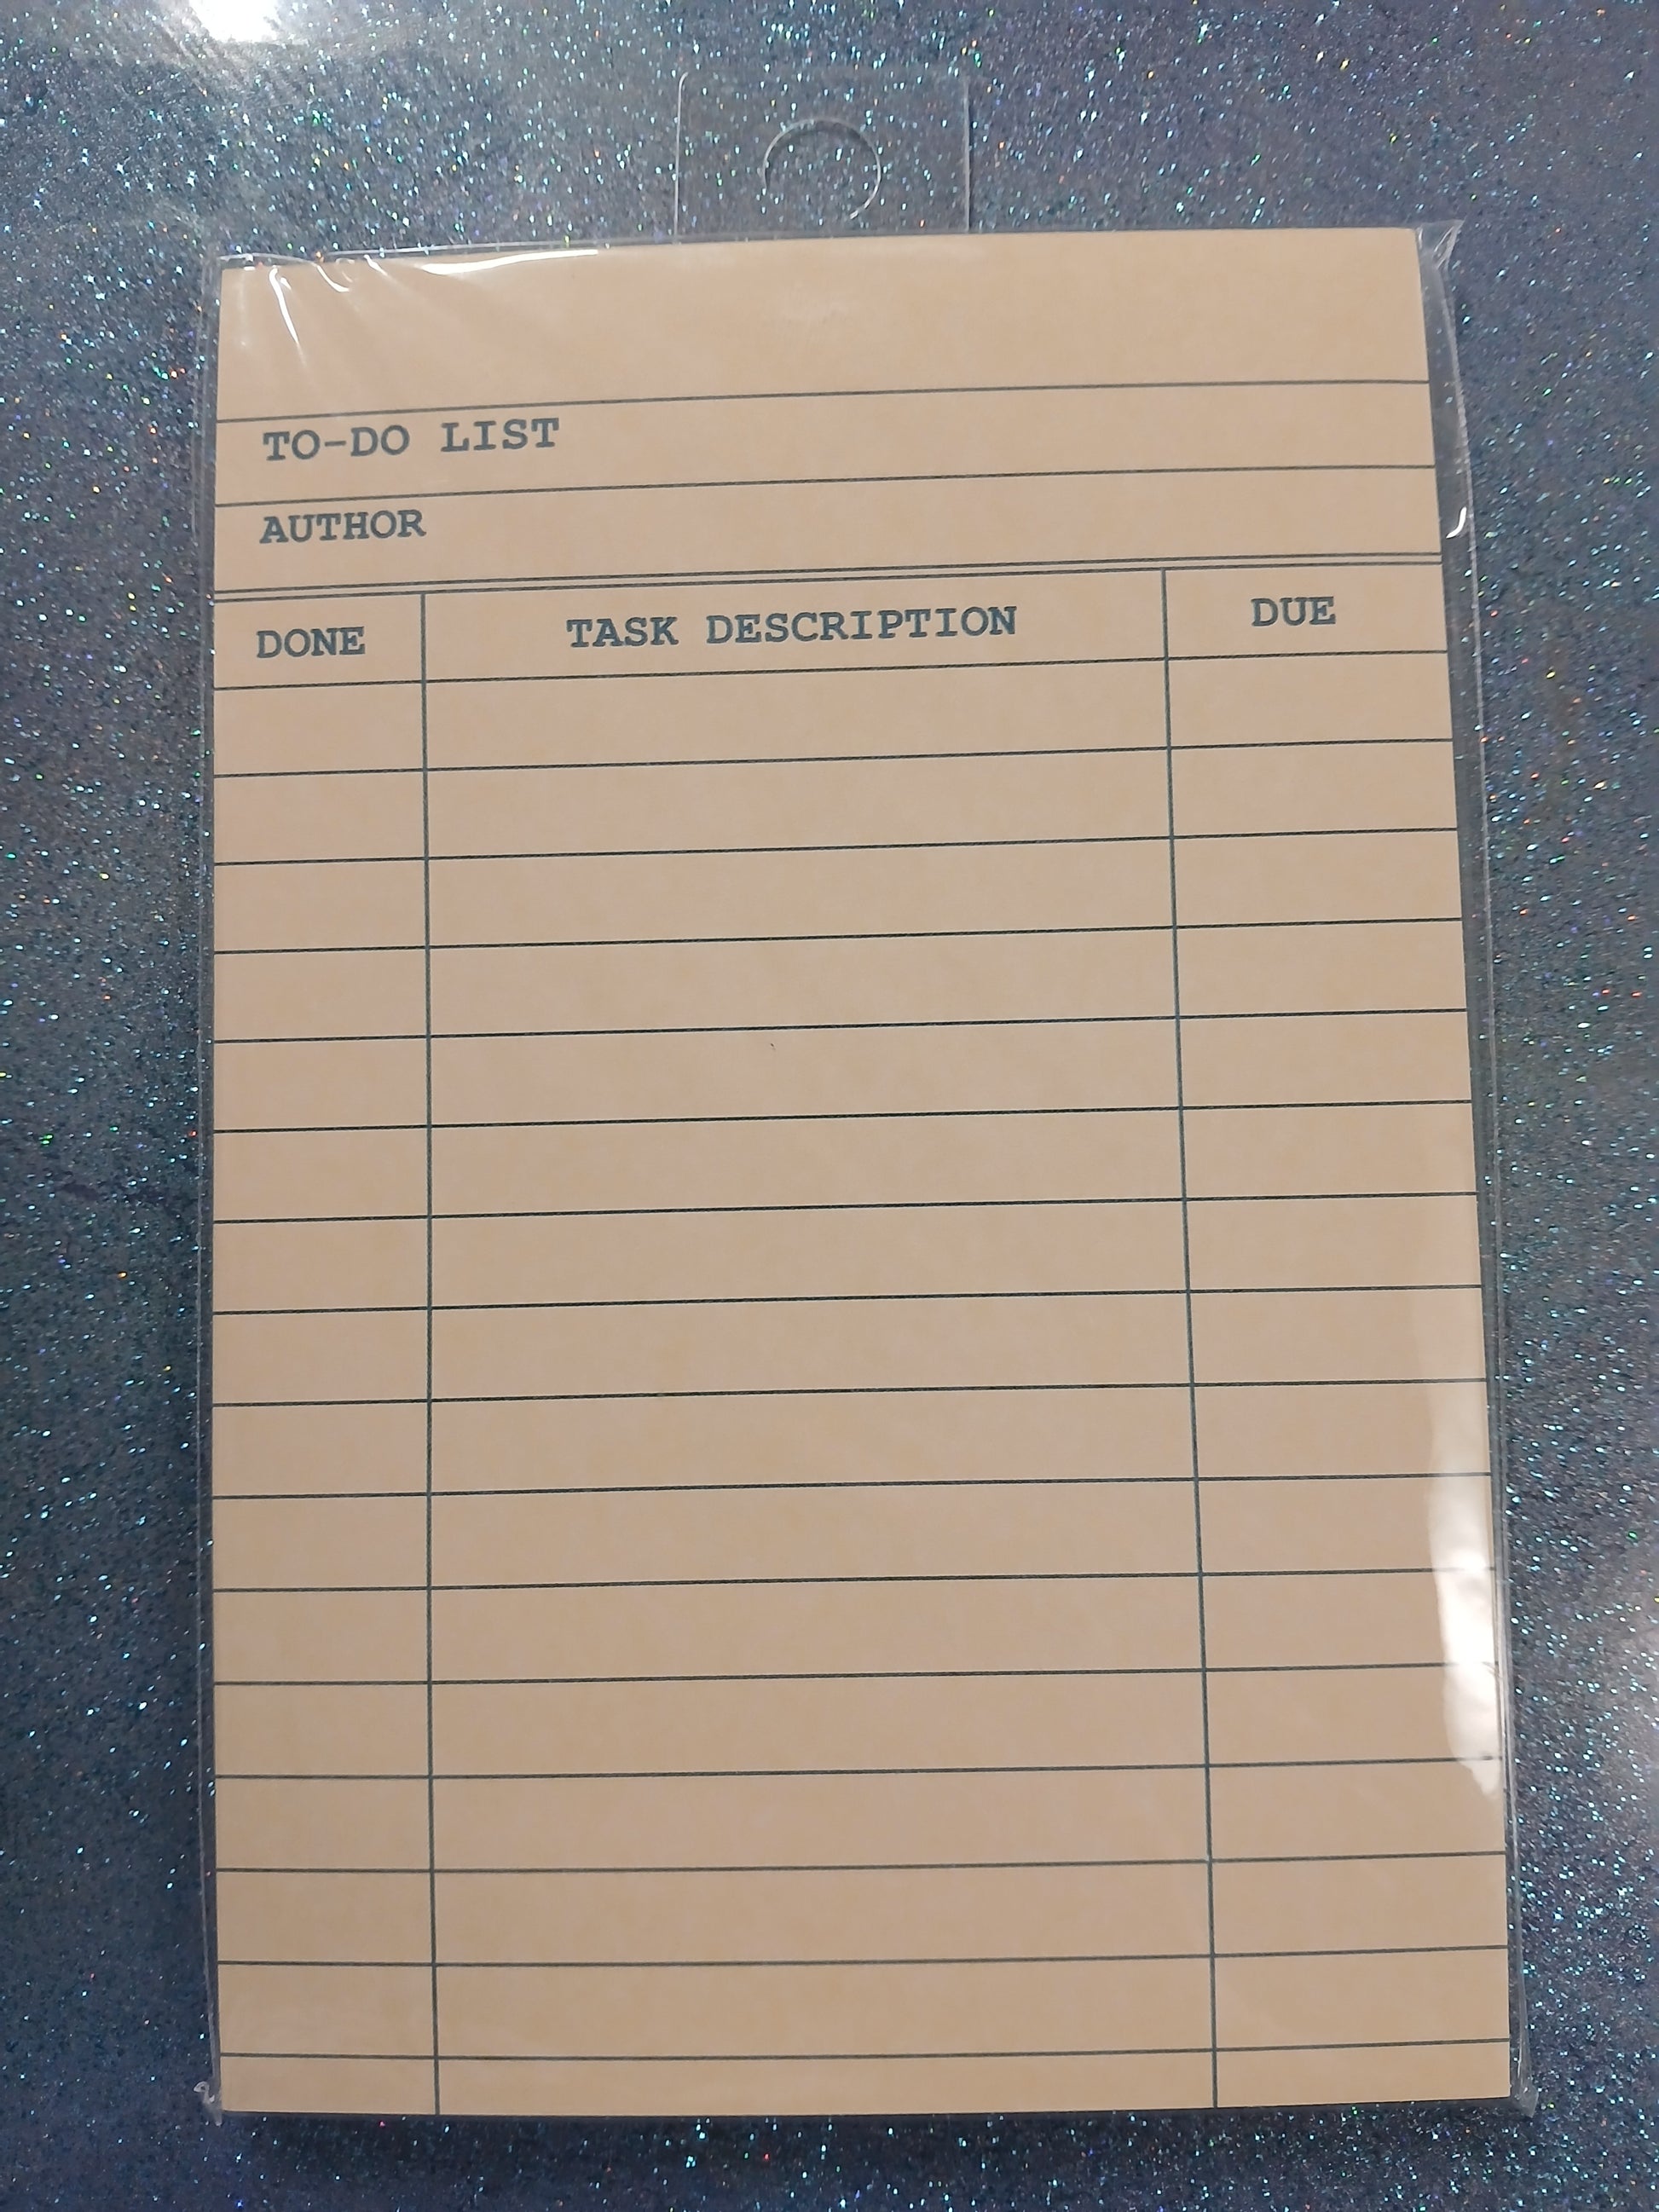 TO-DO LIST
AUTHOR
DONE TASK DESCRIPTION DUE